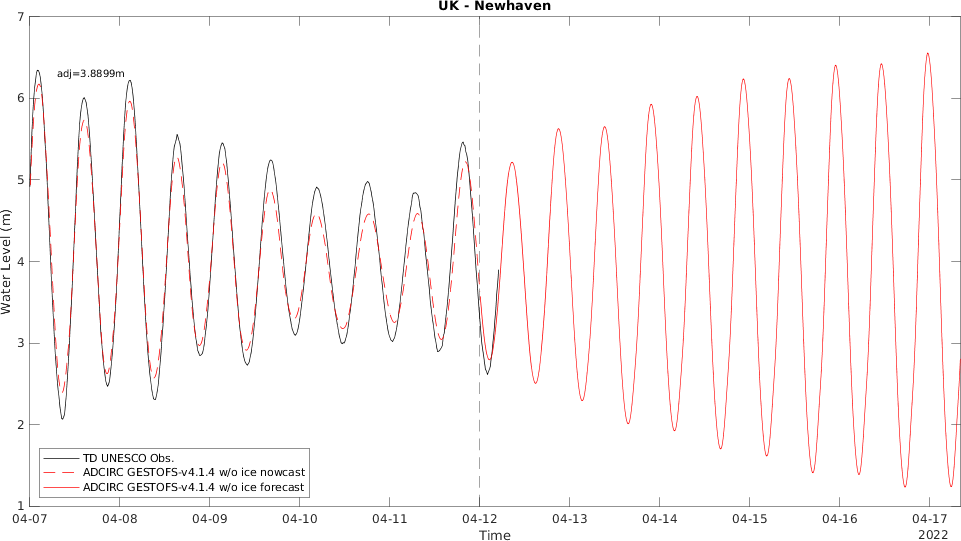 UK - Newhaven
adj=3.8899m
7
6
5
4
3
2
1
Water Level (m)
TD UNESCO Obs.
ADCIRC GESTOFS-v4.1.4 w/o ice nowcast
ADCIRC GESTOFS-v4.1.4 w/o ice forecast
04-07 04-08 04-09 04-10 04-11 04-12 04-13 04-14 04-15 04-16 04-17
Time
2022